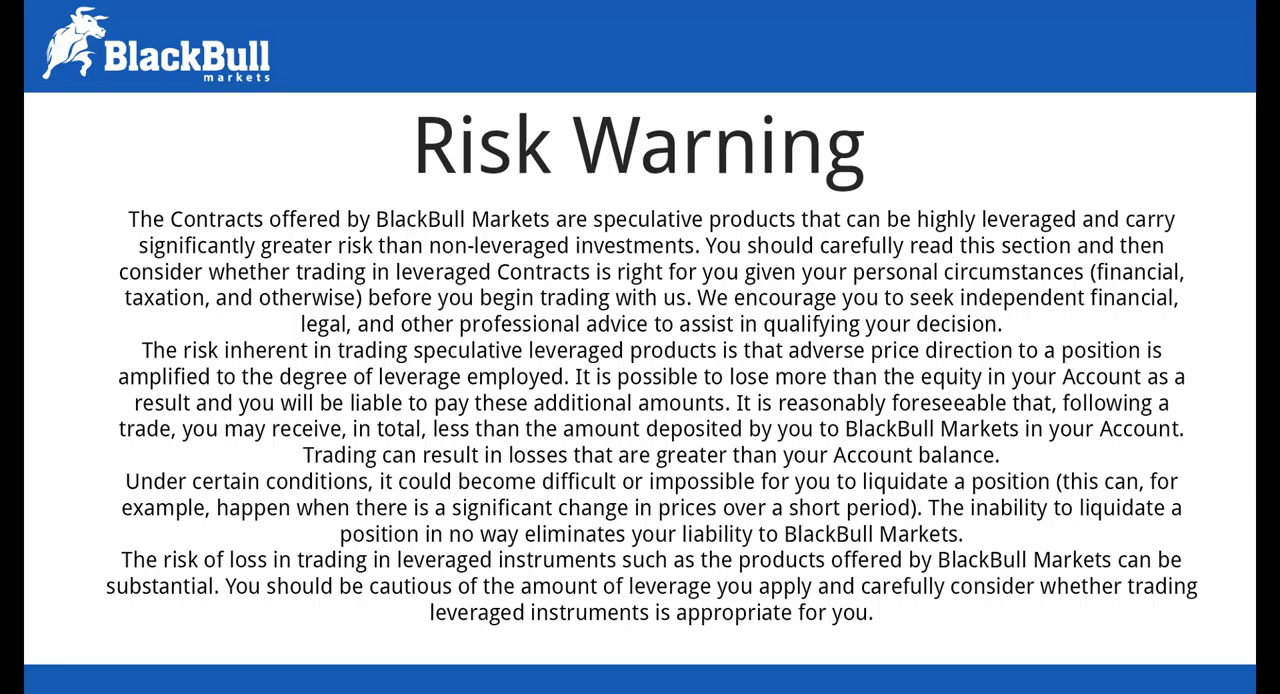 BlackBull
markets
Risk Warning
The Contracts offered by BlackBull Markets are speculative products that can be highly leveraged and carry
significantly greater risk than non-leveraged investments. You should carefully read this section and then
consider whether trading in leveraged Contracts is right for you given your personal circumstances (financial,
taxation, and otherwise) before you begin trading with us. We encourage you to seek independent financial,
legal, and other professional advice to assist in qualifying your decision.
The risk inherent in trading speculative leveraged products is that adverse price direction to a position is
amplified to the degree of leverage employed. It is possible to lose more than the equity in your Account as a
result and you will be liable to pay these additional amounts. It is reasonably foreseeable that, following a
trade, you may receive, in total, less than the amount deposited by you to BlackBull Markets in your Account.
Trading can result in losses that are greater than your Account balance.
Under certain conditions, it could become difficult or impossible for you to liquidate a position (this can, for
example, happen when there is a significant change in prices over a short period). The inability to liquidate a
position in no way eliminates your liability to BlackBull Markets.
The risk of loss in trading in leveraged instruments such as the products offered by BlackBull Markets can be
substantial. You should be cautious of the amount of leverage you apply and carefully consider whether trading
leveraged instruments is appropriate for you.